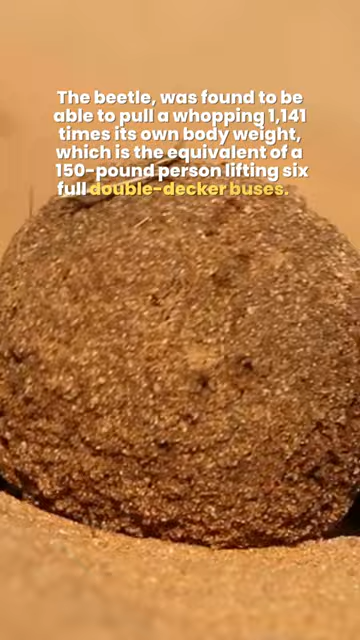 The beetle, was found to be
able to pull a whopping 1,141
times its own body weight,
which is the equivalent of a
150-pound person lifting six
full double-decker buses.